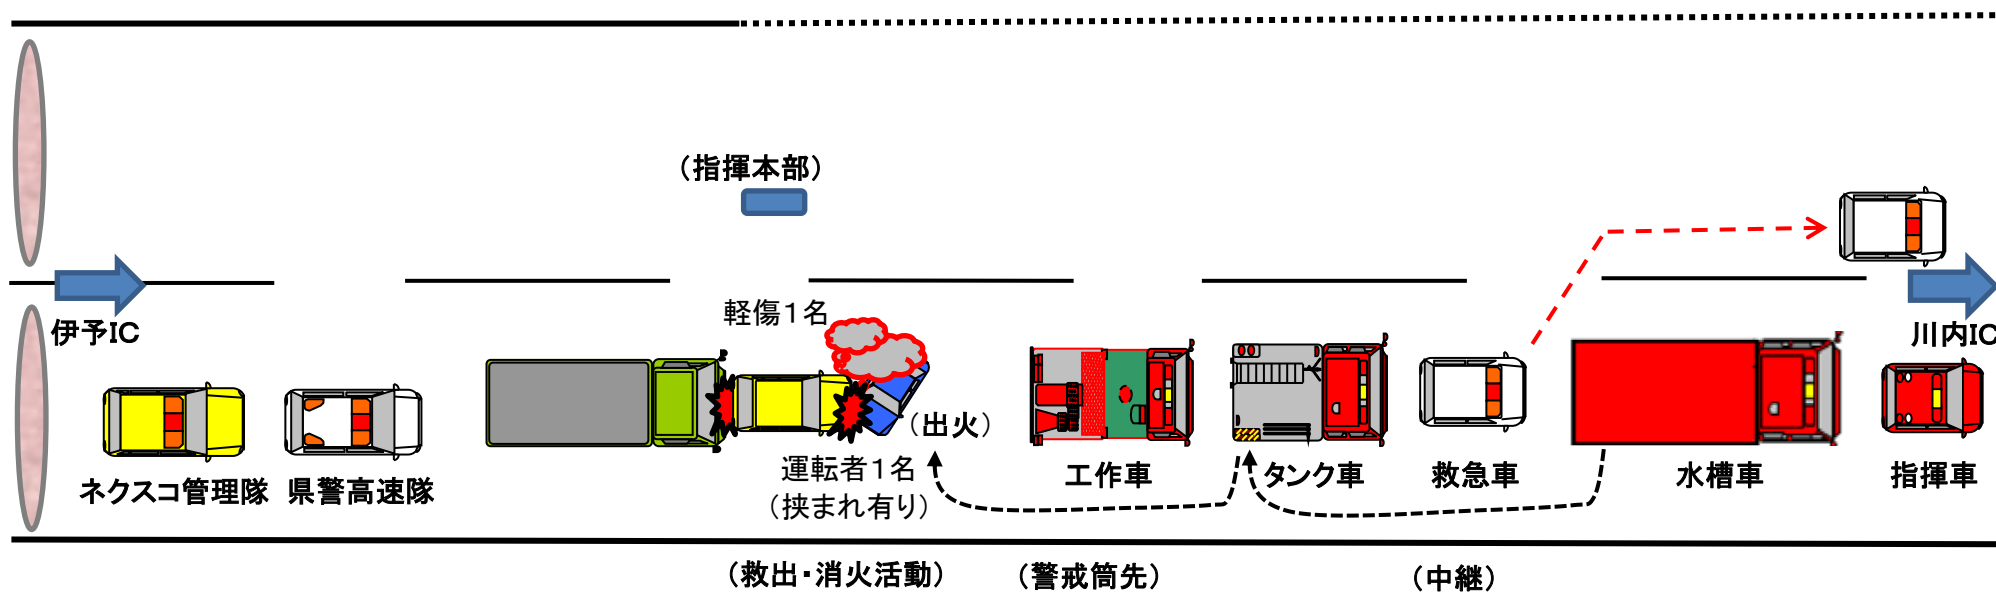 （指揮本部）
伊予IC
川内IC
軽傷１名
（出火）
運転者１名
（挟まれ有り）
ネクスコ管理隊
県警高速隊
工作車
タンク車
救急車
水槽車
指揮車
（救出・消火活動）
（警戒筒先）
（中継）